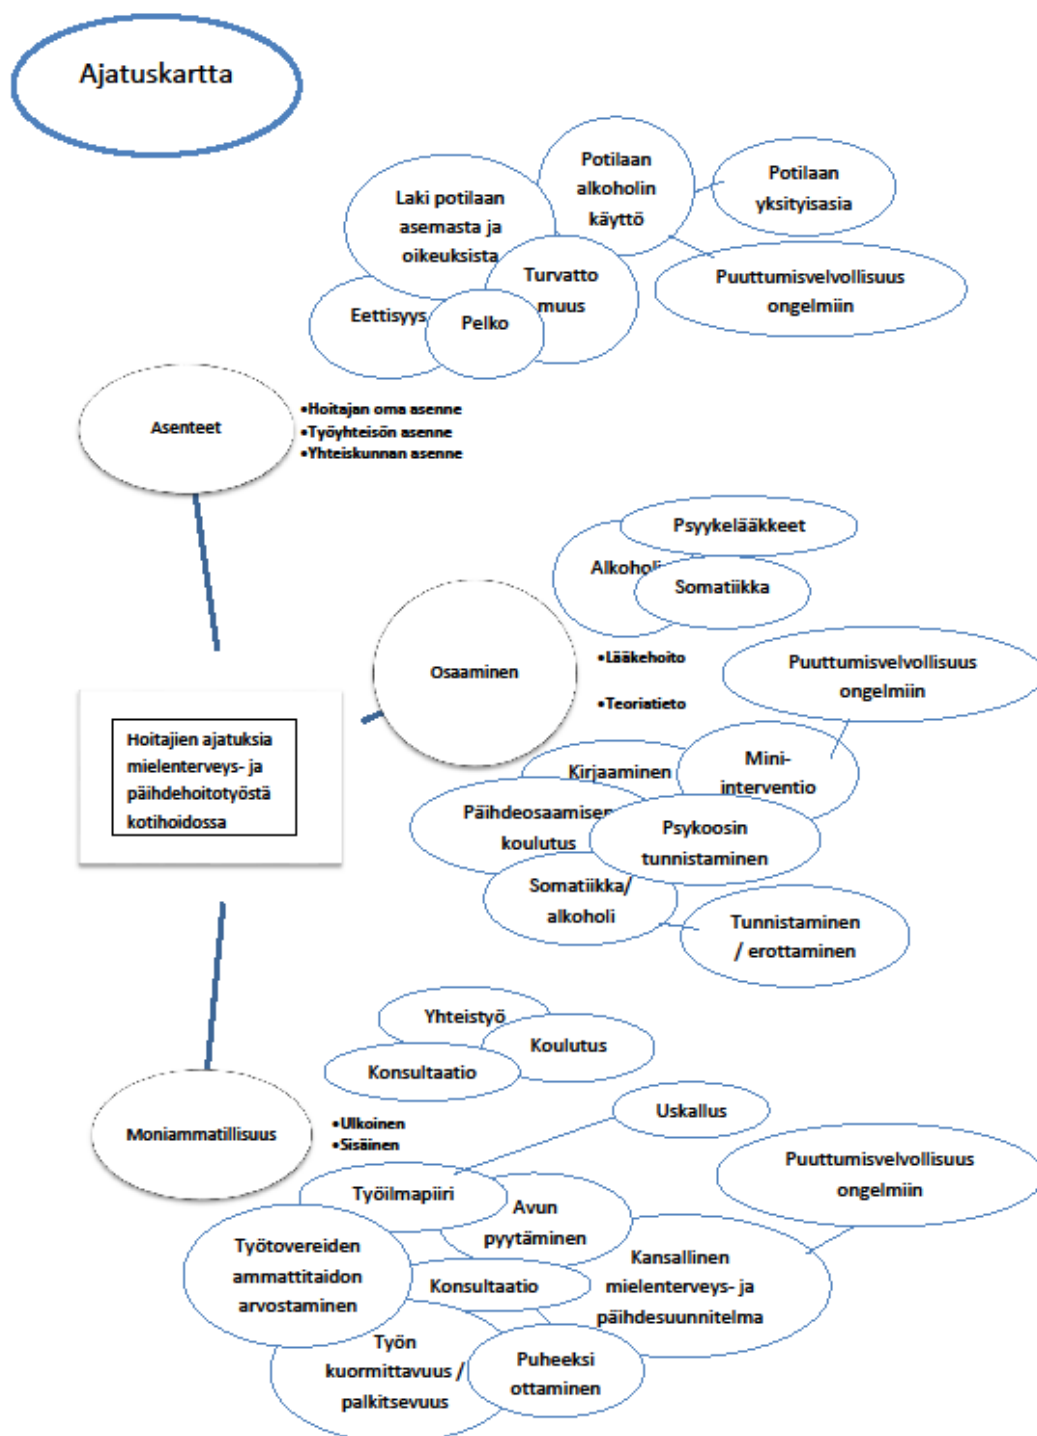 Ajatuskartta
Potilaan
alkoholin
käyttö
Potilaan
yksityisasia
Laki potilaan
asemasta ja
oikeuksista
Turvatto
muus
Puuttumisvelvollisuus
ongelmiin
Eettisyys
Pelko
Asenteet
•Hoitajan oma asenne
•Työyhteisön asenne
•Yhteiskunnan asenne
Psyykelääkkeet
Alkoholi
Somatiikka
Osaaminen
•Lääkehoito
•Teoriatieto
Puuttumisvelvollisuus
ongelmiin
Hoitajien ajatuksia
mielenterveys- ja
päihdehoitotyöstä
kotihoidossa
Kirjaaminen
Mini-
interventio
Päihdeosaamisen
koulutus
Psykoosin
tunnistaminen
Somatiikka/
alkoholi
Tunnistaminen
/ erottaminen
Yhteistyö
Koulutus
Konsultaatio
Moniammatillisuus
•Ulkoinen
•Sisäinen
Uskallus
Puuttumisvelvollisuus
ongelmiin
Työilmapiiri
Avun
pyytäminen
Työtovereiden
ammattitaidon
arvostaminen
Konsultaatio
Kansallinen
mielenterveys- ja
päihdesuunnitelma
Työn
kuormittavuus /
palkitsevuus
Puheeksi
ottaminen